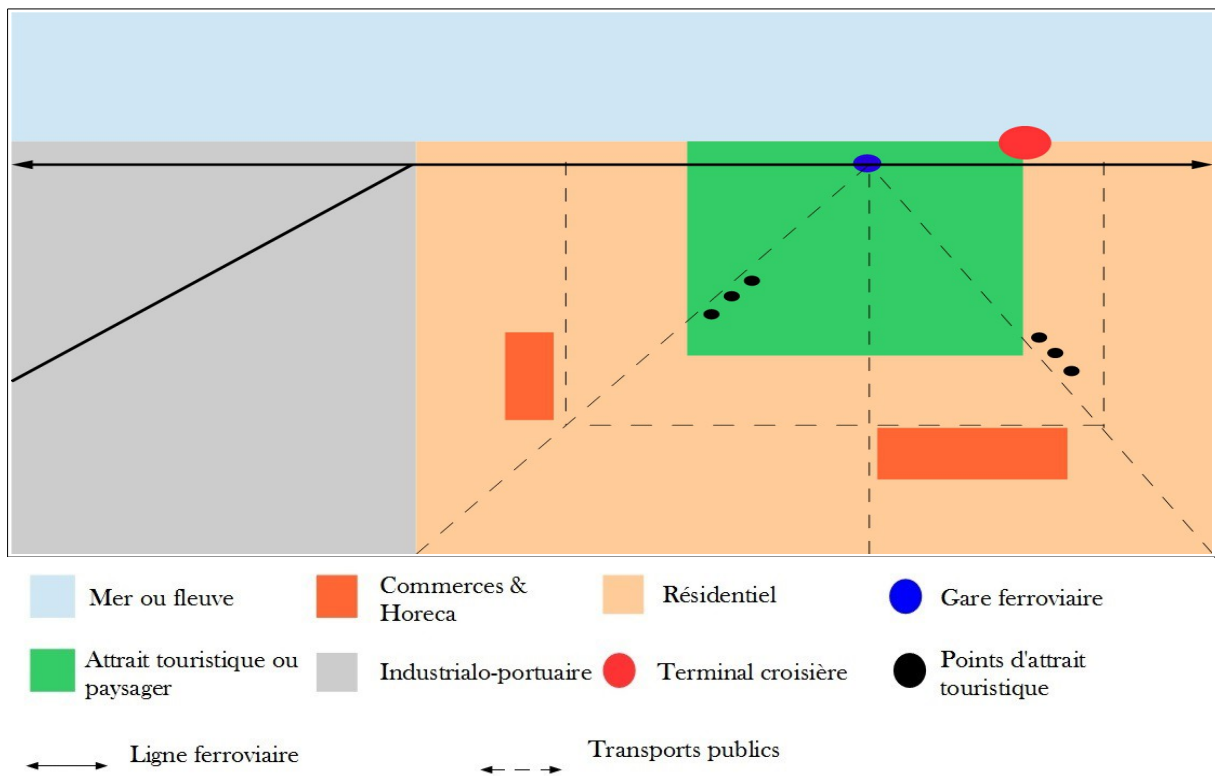 Mer ou fleuve
Commerces &
Horeca
Résidentiel
Gare ferroviaire
Attrait touristique ou
paysager
Industrialo-portuaire
Terminal croisière
Points d'attrait
touristique
Ligne ferroviaire
Transports publics